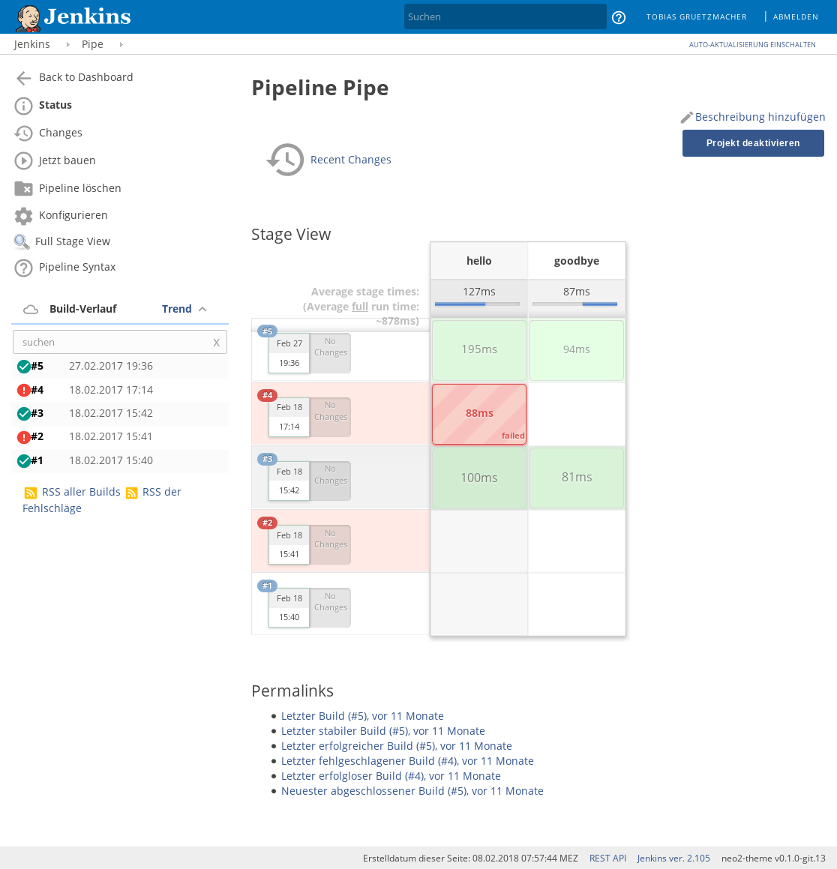 Jenkins
Suchen
TOBIAS GRUETZMACHER | ABMELDEN
Jenkins
Pipe
AUTO-AKTUALISIERUNG EINSCHALTEN
Back to Dashboard
Status
Changes
Jetzt bauen
Pipeline löschen
Konfigurieren
Full Stage View
Pipeline Syntax
Build-Verlauf
Trend
suchen
X
#5 27.02.2017 19:36
#4 18.02.2017 17:14
#3 18.02.2017 15:42
#2 18.02.2017 15:41
#1 18.02.2017 15:40
RSS aller Builds RSS der
Fehlschläge
Pipeline Pipe
Beschreibung hinzufügen
Projekt deaktivieren
Recent Changes
Stage View
hello
goodbye
Average stage times:
(Average full run time:
~878ms)
127ms
87ms
#5
Feb 27
19:36
No
Changes
195ms
94ms
#4
Feb 18
17:14
No
Changes
88ms
failed
#3
Feb 18
15:42
No
Changes
100ms
81ms
#2
Feb 18
15:41
No
Changes
#1
Feb 18
15:40
No
Changes
Permalinks
Letzter Build (#5), vor 11 Monate
Letzter stabiler Build (#5), vor 11 Monate
Letzter erfolgreicher Build (#5), vor 11 Monate
Letzter fehlgeschlagener Build (#4), vor 11 Monate
Letzter erfolgloser Build (#4), vor 11 Monate
Neuester abgeschlossener Build (#5), vor 11 Monate
Erstelldatum dieser Seite: 08.02.2018 07:57:44 MEZ REST API Jenkins ver. 2.105 neo2-theme v0.1.0-git.13